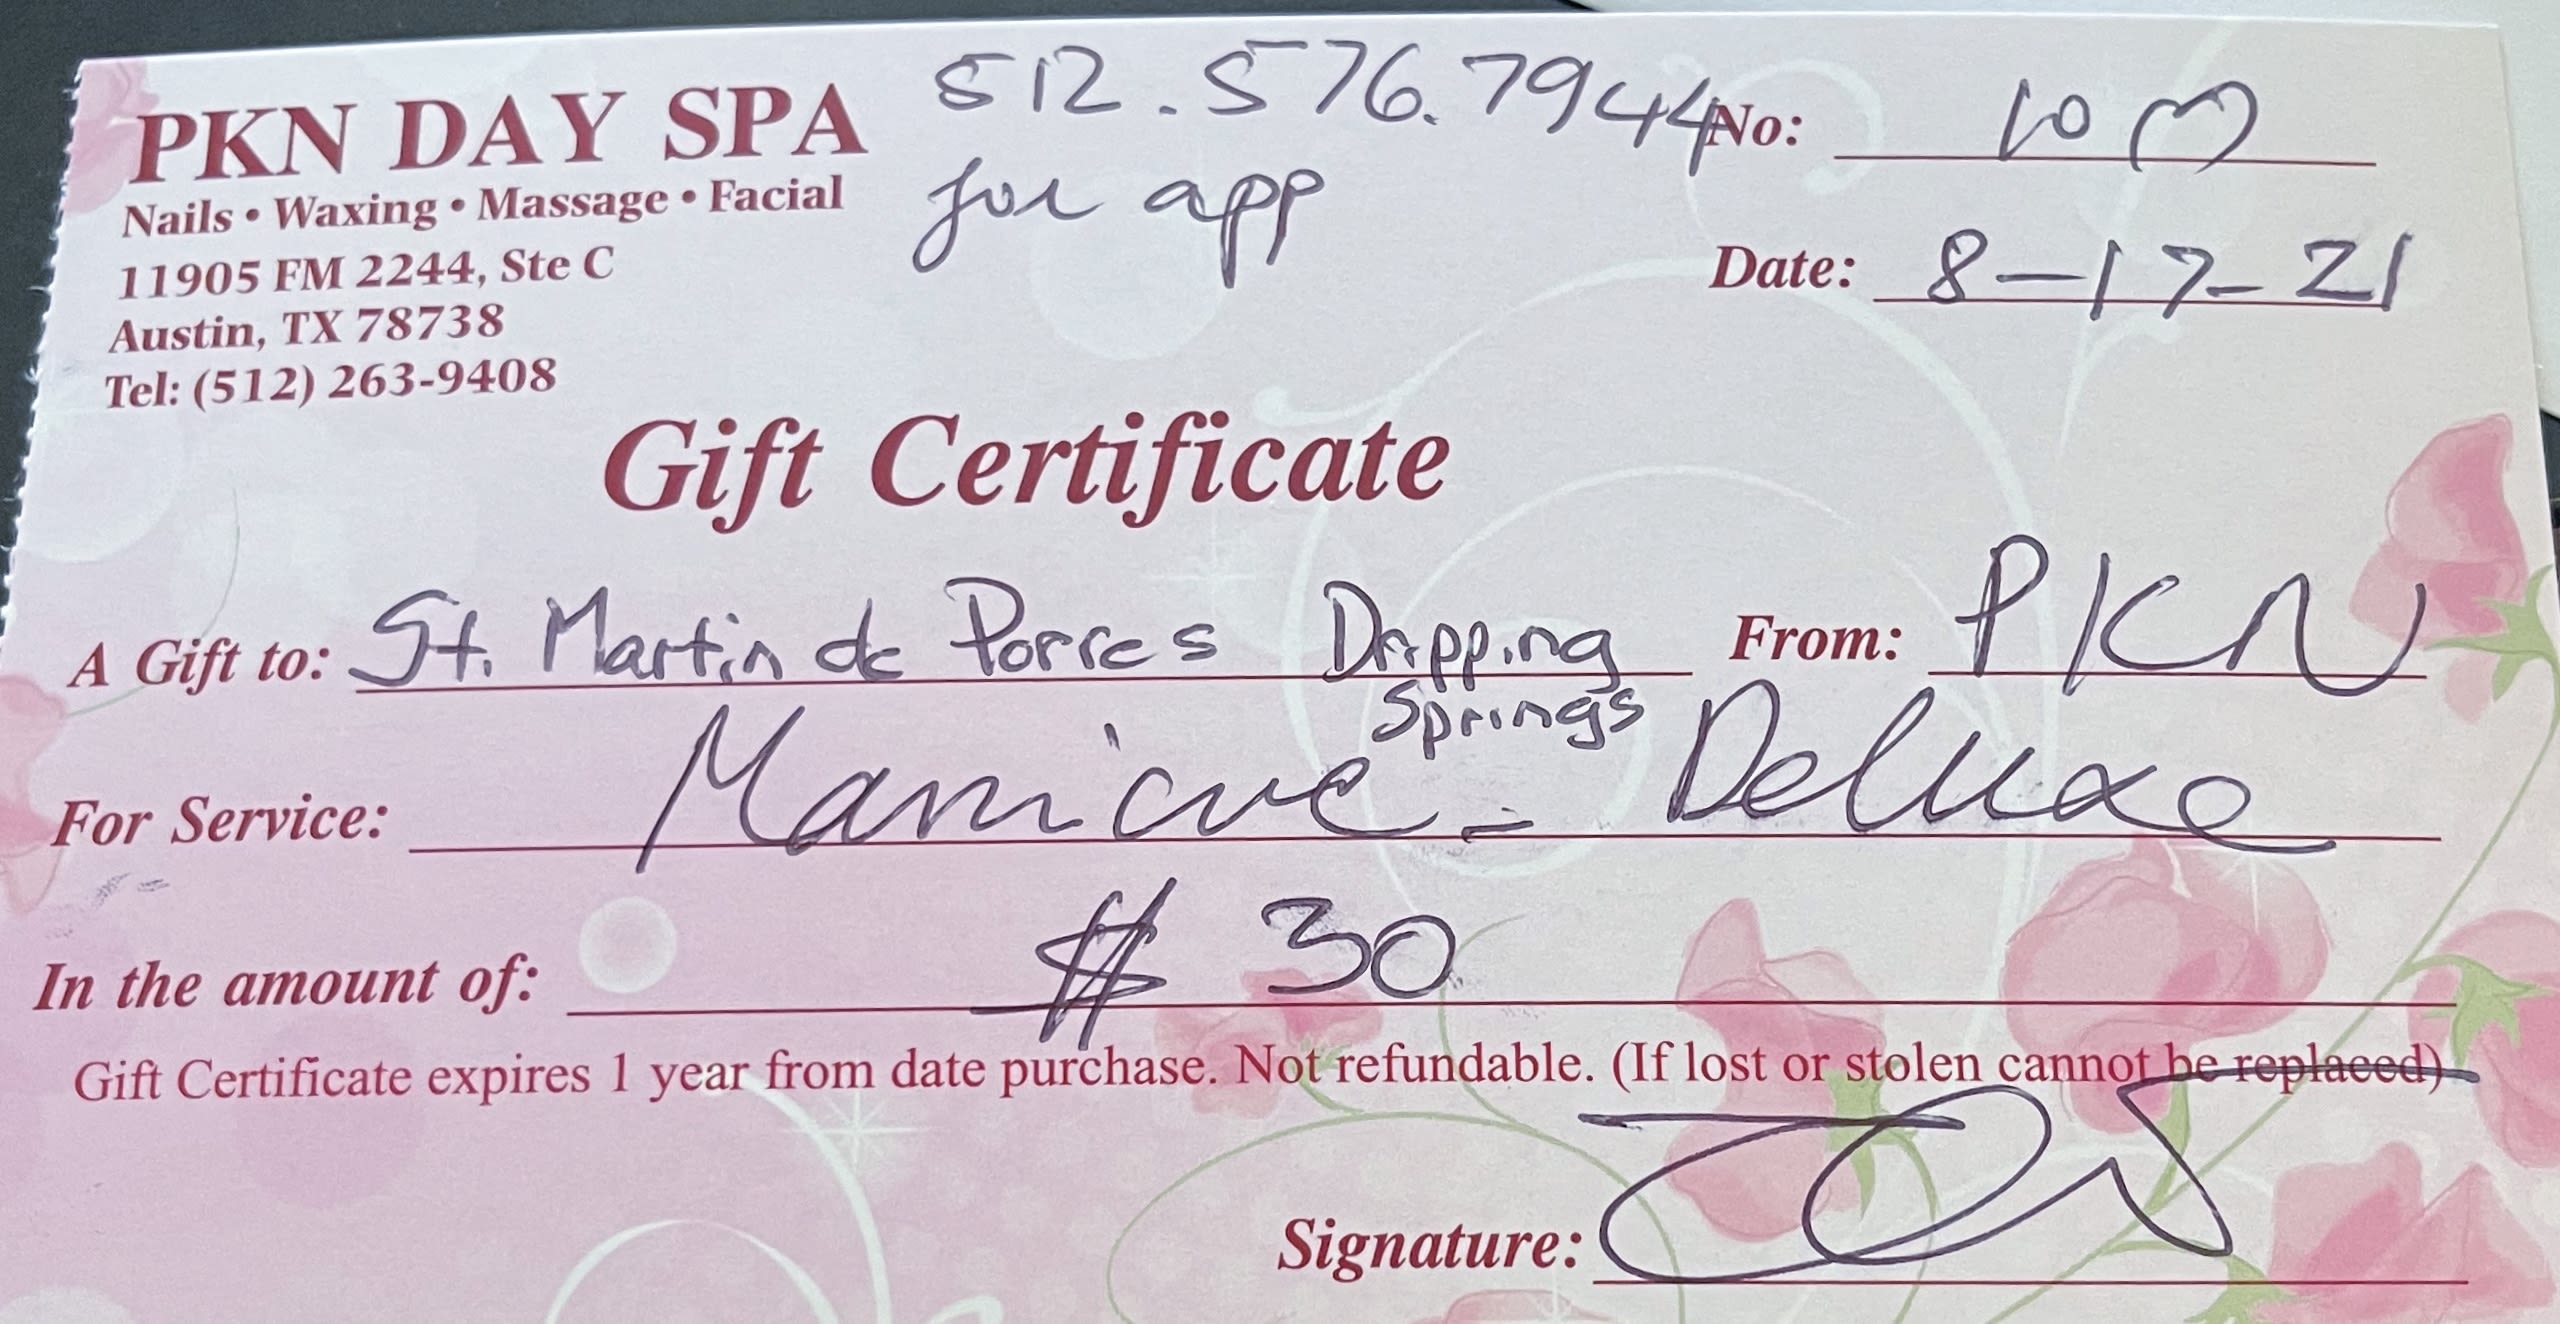 PKN DAY SPA
Nails • Waxing • Massage • Facial
11905 FM 2244, Ste C
Austin, TX 78738
Tel: (512) 263-9408
512.576.7944
for app
No: 10
Date: 8-17-21
Gift Certificate
A Gift to: St. Martin de Porres Dripping Springs From: PKN
For Service: Manicure - Deluxe
In the amount of: $ 30
Gift Certificate expires 1 year from date purchase. Not refundable. (If lost or stolen cannot be replaced)
Signature: